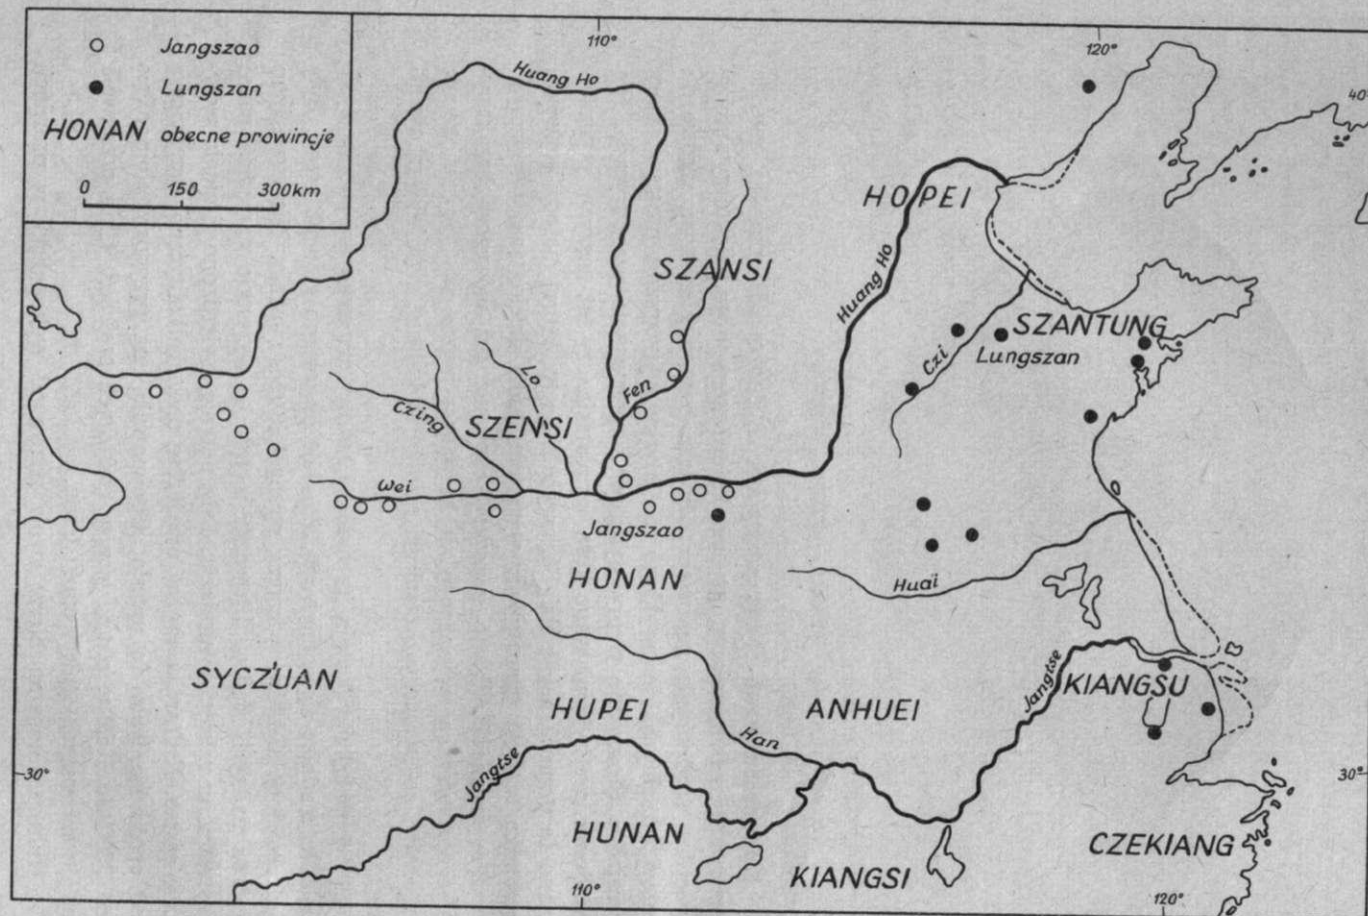 Jangszao
Lungszan
HONAN obecne prowincje
0 150 300km
110°
120°
40
Huang Ho
HOPEI
SZANSI
Huang Ho
SZANTUNG
Lungszan
Czi
Lo
Fen
Czing
SZENSI
Wei
Jangszao
HONAN
Huai
SYCZ'UAN
HUPEI
ANHUEI
Jangtse
KIANGSU
Han
Jangtse
30°
30°
HUNAN
KIANGSI
CZEKIANG
110°
120°